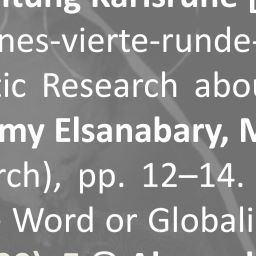 itung Karlsruhe [
nes-vierte-runde-
tic Research abou
my Elsanabary, M
rch), pp. 12–14.
Word or Globali